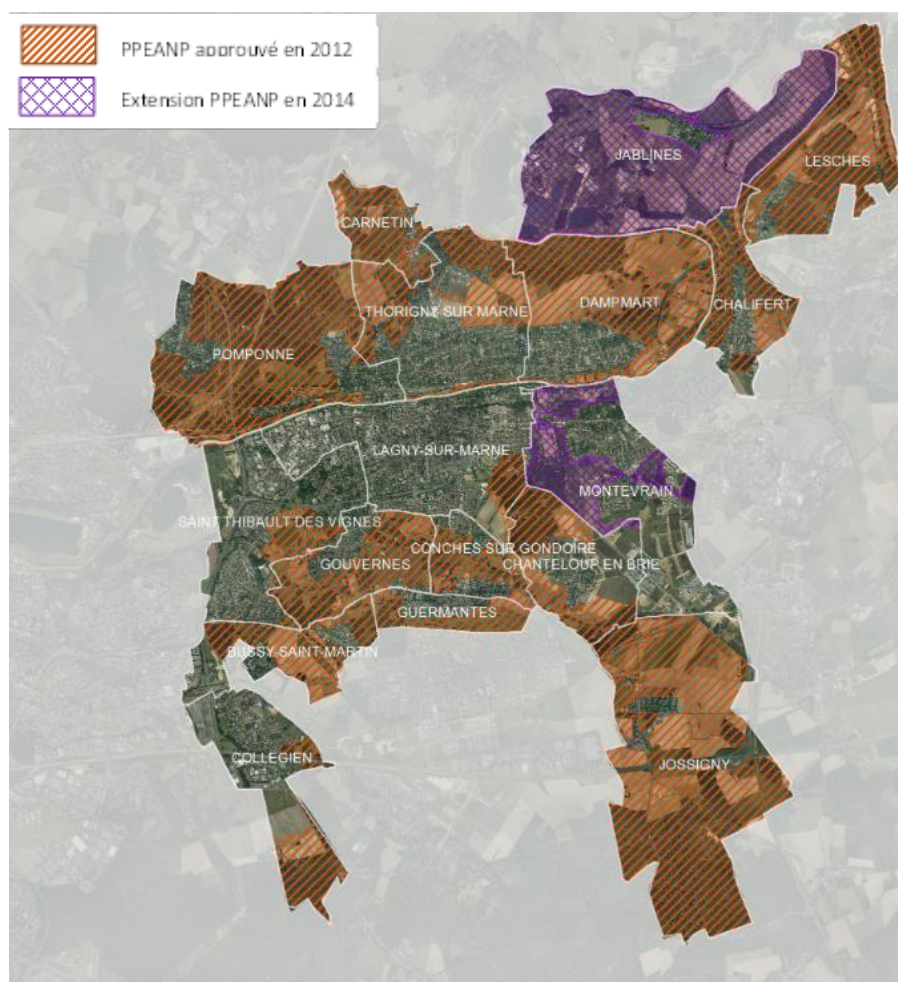 PPEANP approuvé en 2012
Extension PPEANP en 2014
JABLINES
LESCHES
CARNETIN
THORIGNY SUR MARNE
DAMPMART
CHALIFERT
POMPONNE
LAGNY-SUR-MARNE
MONTEVRAIN
SAINT THIBAULT DES VIGNES
CONCHES SUR GONDOIRE
GOUVERNES
CHANTELOUP EN BRIE
GUERMANTES
BUSSY-SAINT-MARTIN
COLLEGIEN
JOSSIGNY